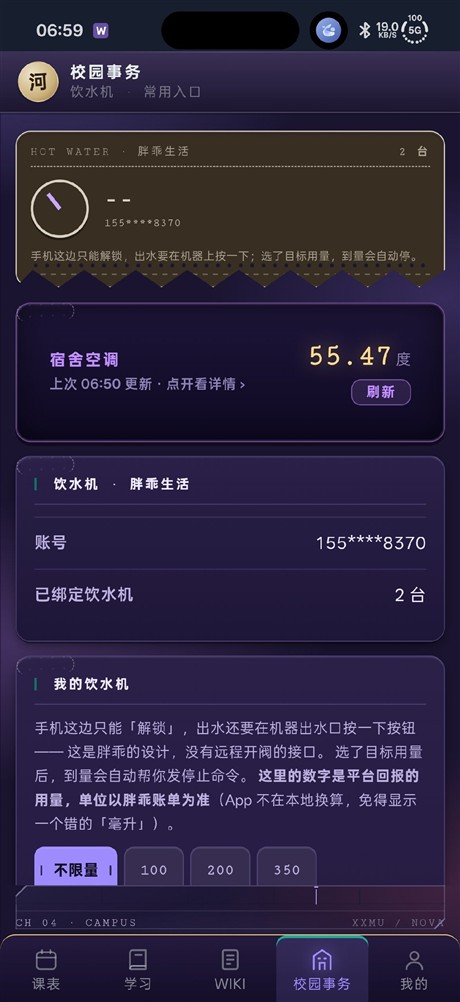 06:59 W 19.0 KB/S 100 5G
河 校园事务
饮水机 · 常用入口
HOT WATER · 胖乖生活 2 台
--
155****8370
手机这边只能解锁，出水要在机器上按一下；选了目标用量，到量会自动停。
宿舍空调 55.47度
上次 06:50 更新 · 点开看详情 ›
刷新
饮水机 · 胖乖生活
账号 155****8370
已绑定饮水机 2 台
我的饮水机
手机这边只能「解锁」，出水还要在机器出水口按一下按钮
—— 这是胖乖的设计，没有远程开阀的接口。 选了目标用量
后，到量会自动帮你发停止命令。 这里的数字是平台回报的
用量，单位以胖乖账单为准（App 不在本地换算，免得显示
一个错的「毫升」）。
不限量 100 200 350
CH 04 · CAMPUS XXMU / NOVA
课表 学习 WIKI 校园事务 我的